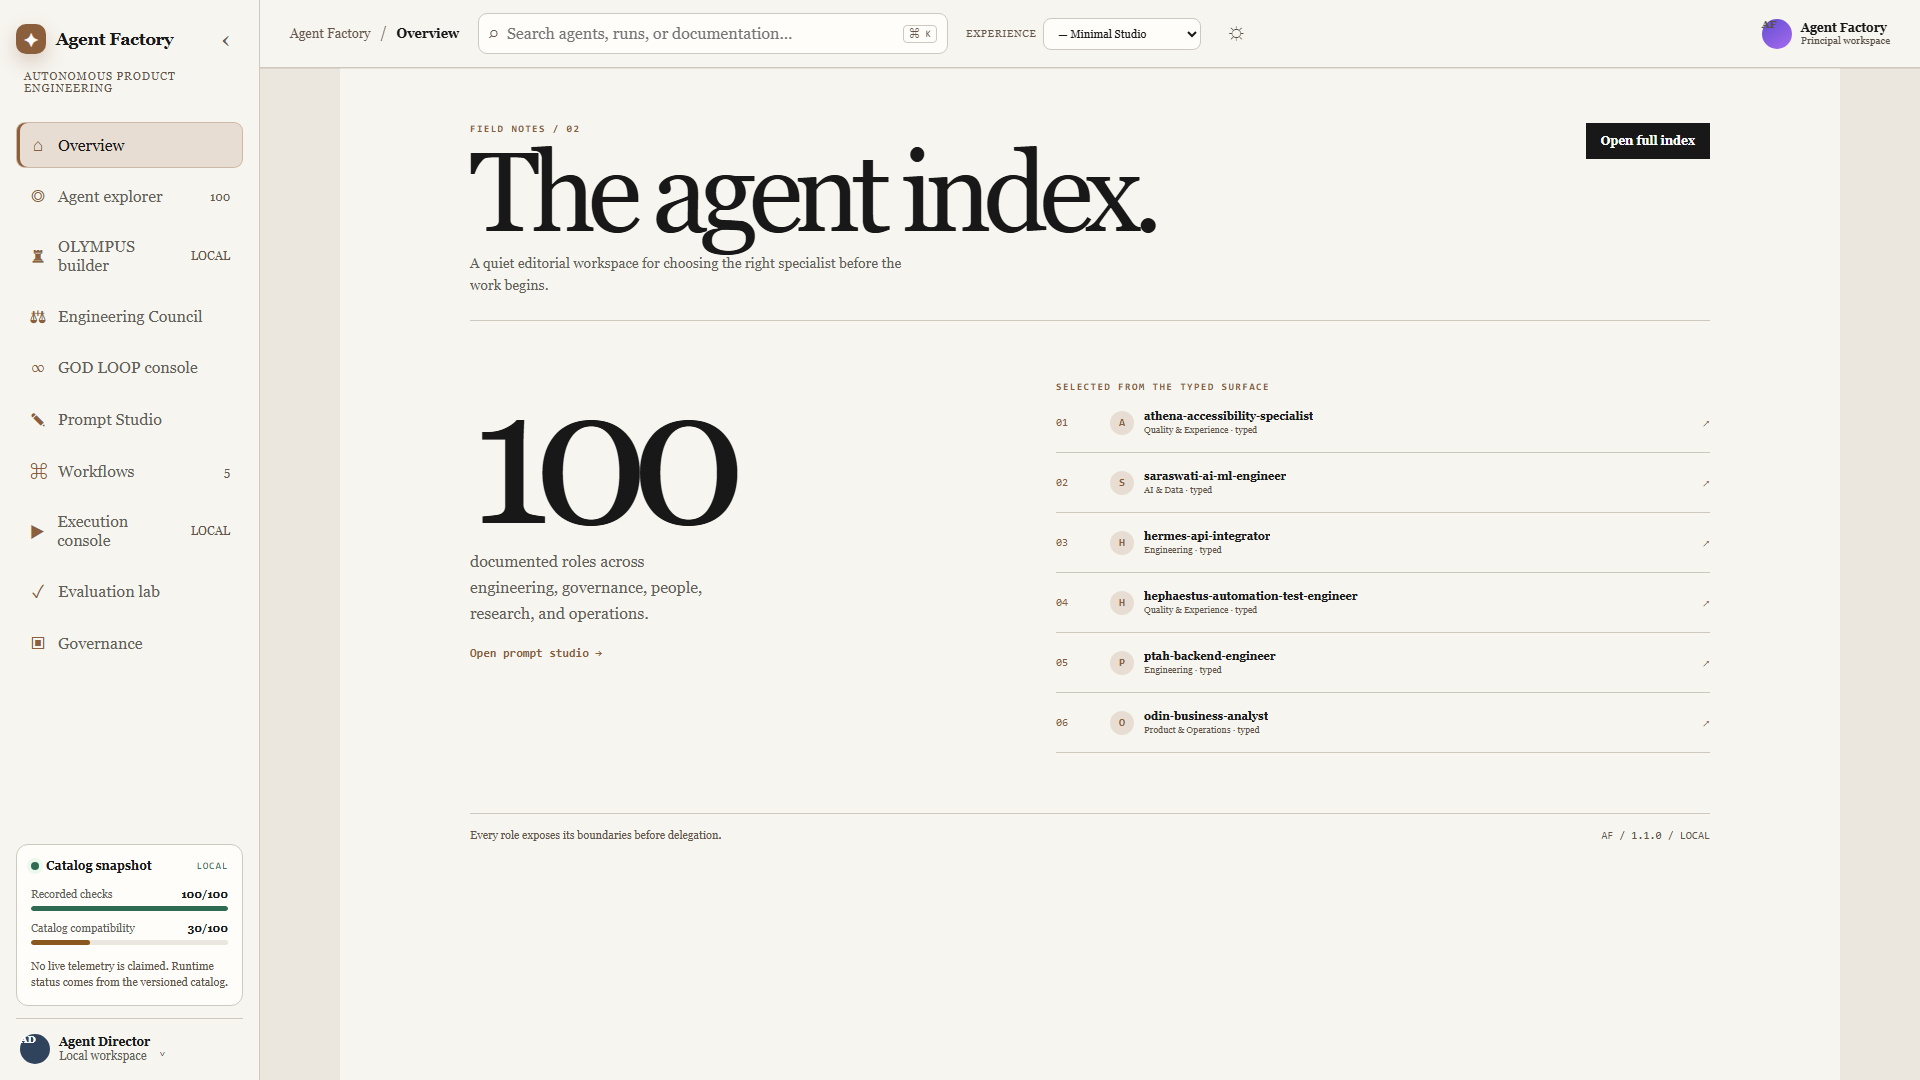 Agent Factory
AUTONOMOUS PRODUCT
ENGINEERING
Overview
Agent explorer 100
OLYMPUS
builder LOCAL
Engineering Council
GOD LOOP console
Prompt Studio
Workflows 5
Execution
console LOCAL
Evaluation lab
Governance
Catalog snapshot LOCAL
Recorded checks 100/100
Catalog compatibility 30/100
No live telemetry is claimed. Runtime
status comes from the versioned catalog.
AD
Agent Director
Local workspace
Agent Factory / Overview
Search agents, runs, or documentation... ⌘ K
EXPERIENCE — Minimal Studio
AF
Agent Factory
Principal workspace
FIELD NOTES / 02
The agent index.
Open full index
A quiet editorial workspace for choosing the right specialist before the
work begins.
100
documented roles across
engineering, governance, people,
research, and operations.
Open prompt studio →
SELECTED FROM THE TYPED SURFACE
01 A athena-accessibility-specialist ↗
Quality & Experience · typed
02 S saraswati-ai-ml-engineer ↗
AI & Data · typed
03 H hermes-api-integrator ↗
Engineering · typed
04 H hephaestus-automation-test-engineer ↗
Quality & Experience · typed
05 P ptah-backend-engineer ↗
Engineering · typed
06 O odin-business-analyst ↗
Product & Operations · typed
Every role exposes its boundaries before delegation.
AF / 1.1.0 / LOCAL